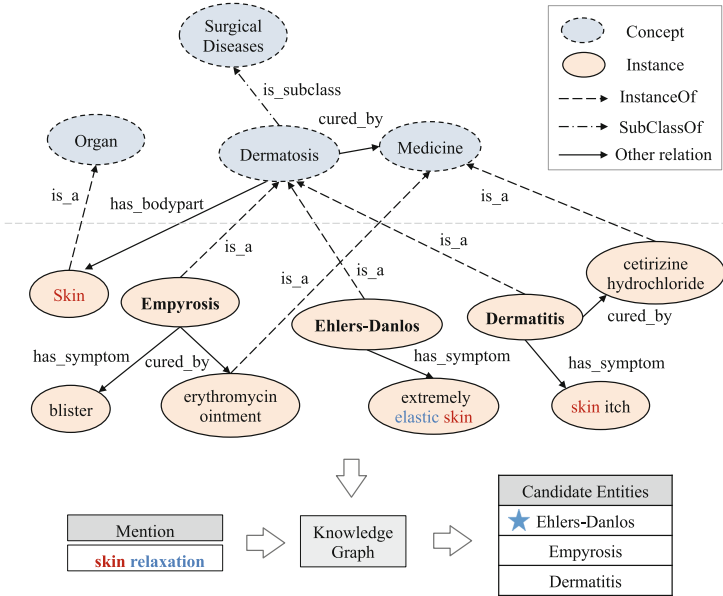 Surgical
Diseases
Concept
Instance
InstanceOf
SubClassOf
Other relation
is_subclass
cured_by
Organ
Dermatosis
Medicine
is_a
has_bodypart
is_a
is_a
is_a
is_a
is_a
Skin
Empyrosis
Ehlers-Danlos
Dermatitis
cetirizine
hydrochloride
cured_by
has_symptom
cured_by
has_symptom
has_symptom
blister
erythromycin
ointment
extremely
elastic skin
skin itch
Mention
skin relaxation
Knowledge
Graph
Candidate Entities
Ehlers-Danlos
Empyrosis
Dermatitis